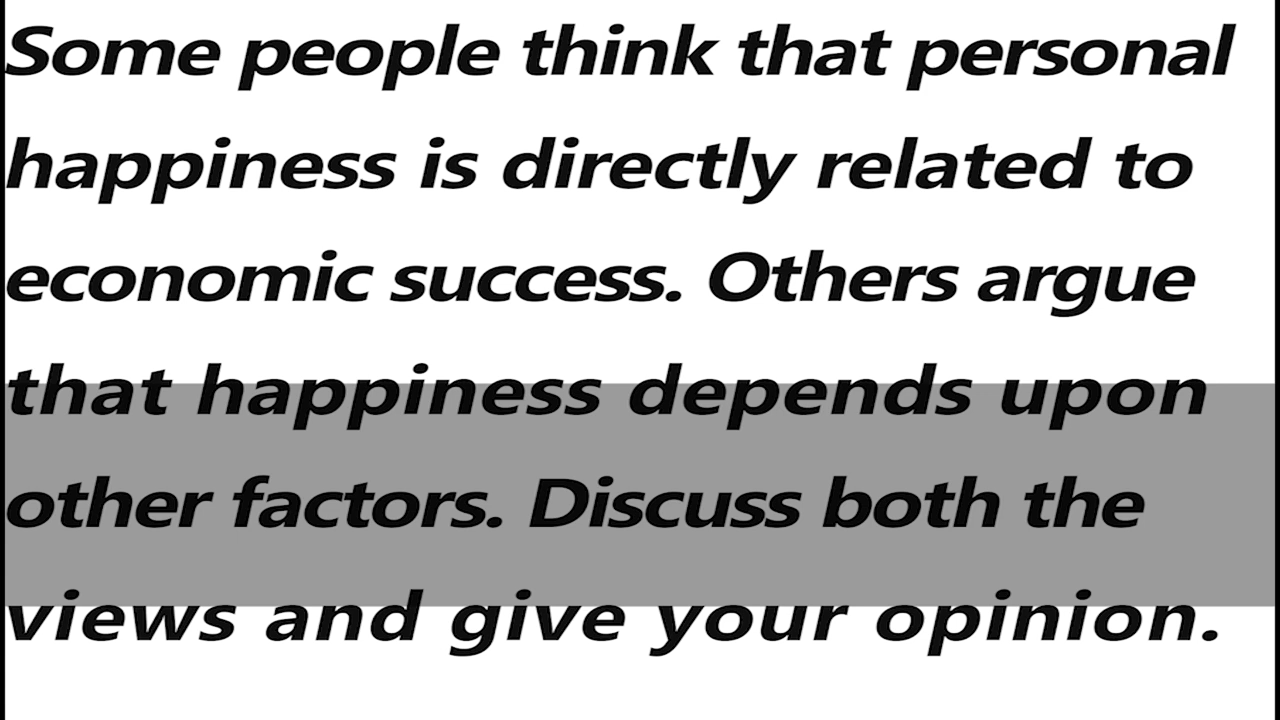 Some people think that personal
happiness is directly related to
economic success. Others argue
that happiness depends upon
other factors. Discuss both the
views and give your opinion.